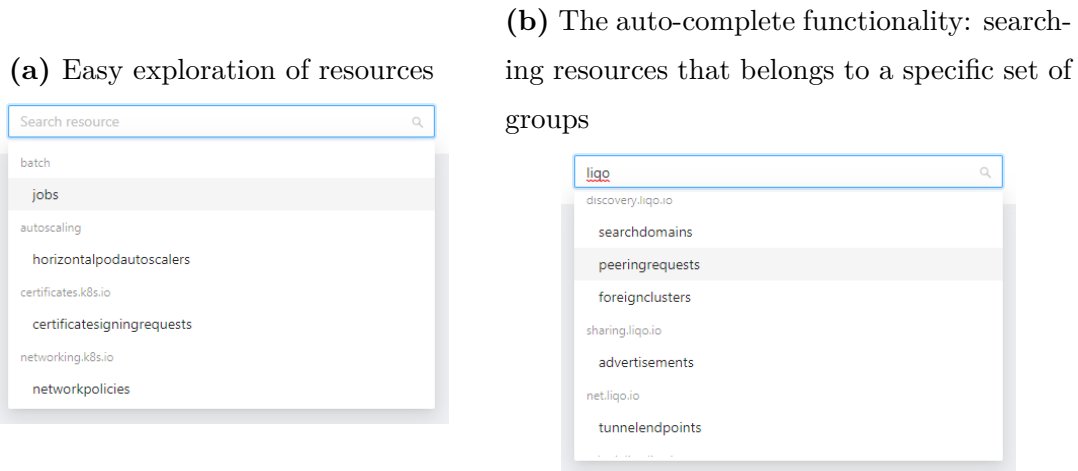 (a) Easy exploration of resources
Search resource
batch
jobs
autoscaling
horizontalpodautoscalers
certificates.k8s.io
certificatesigningrequests
networking.k8s.io
networkpolicies
(b) The auto-complete functionality: search-
ing resources that belongs to a specific set of
groups
liqo
discovery.liqo.io
searchdomains
peeringrequests
foreignclusters
sharing.liqo.io
advertisements
net.liqo.io
tunnelendpoints